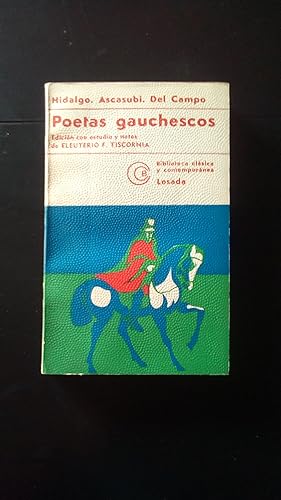 Hidalgo. Ascasubi. Del Campo
Poetas gauchescos
Edición con estudio y notas
de ELEUTERIO F. TISCORNIA
Biblioteca clásica
y contemporánea
Losada